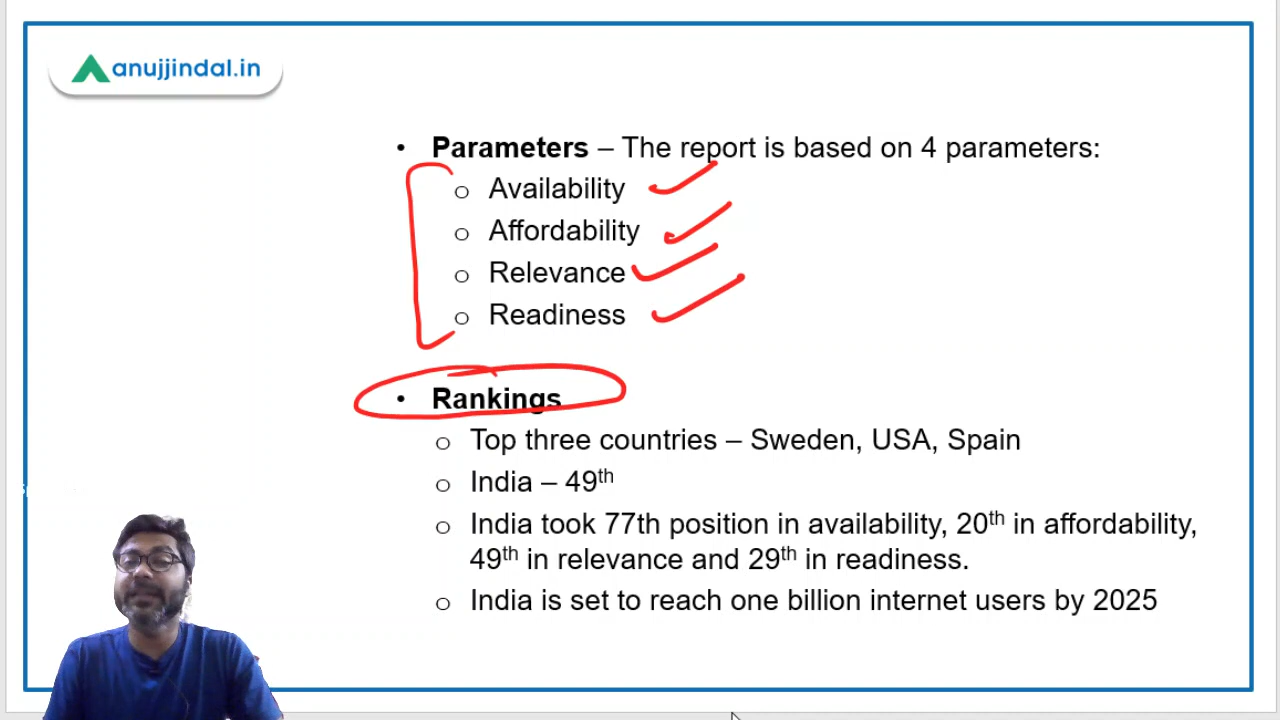 anujjindal.in
• Parameters – The report is based on 4 parameters:
o Availability
o Affordability
o Relevance
o Readiness
• Rankings
o Top three countries – Sweden, USA, Spain
o India – 49th
o India took 77th position in availability, 20th in affordability,
49th in relevance and 29th in readiness.
o India is set to reach one billion internet users by 2025